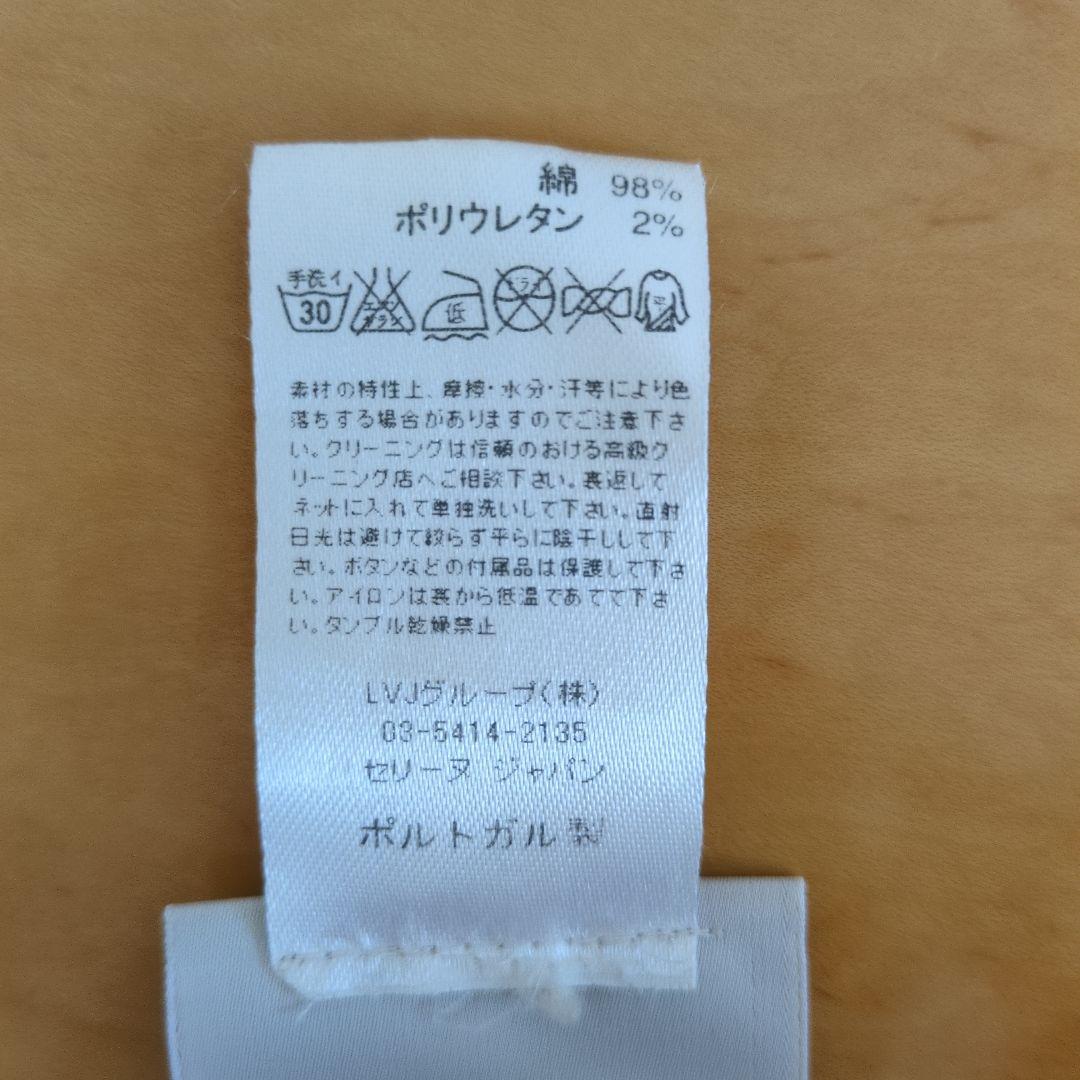 綿 98%
ポリウレタン 2%
手洗イ
30
エンソ
サラシ
低
ドライ
素材の特性上、摩擦・水分・汗等により色
落ちする場合がありますのでご注意下さ
い。クリーニングは信頼のおける高級ク
リーニング店へご相談下さい。裏返して
ネットに入れて単独洗いして下さい。直射
日光は避けて絞らず平らに陰干しして下
さい。ボタンなどの付属品は保護して下さ
い。アイロンは裏から低温であてて下さ
い。タンブル乾燥禁止
LVJグループ(株)
03-5414-2135
セリーヌ ジャパン
ポルトガル製